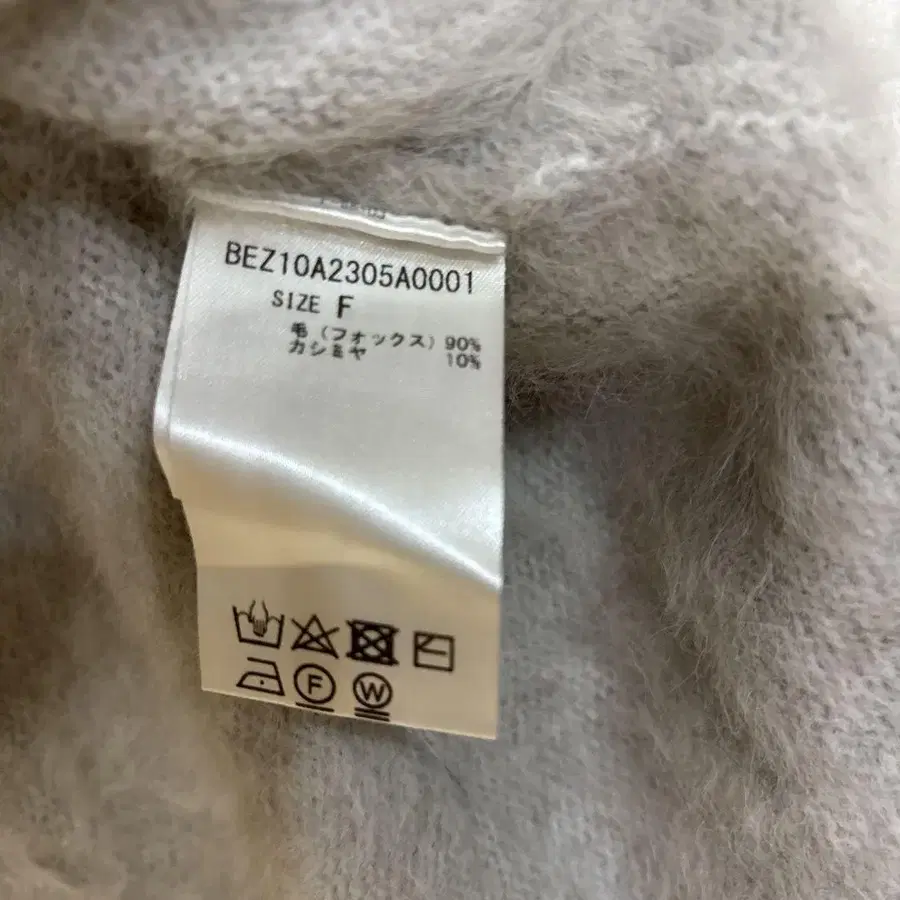 BEZ10A2305A0001
SIZE F
毛(フォックス) 90%
カシミヤ 10%
F
W